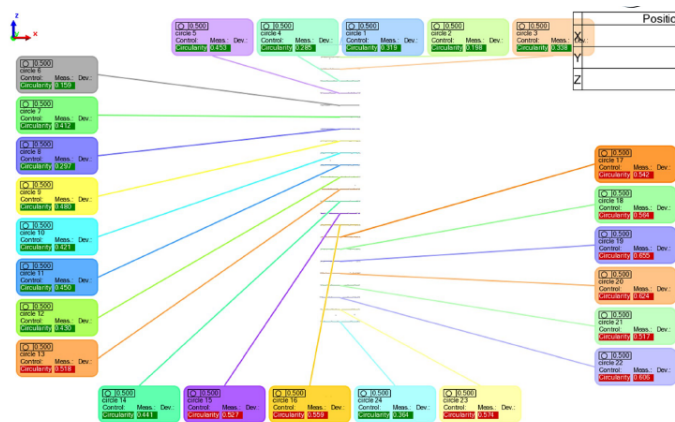 z
x
Positio
X
Y
Z
0.500
circle 5
Control: Meas.: Dev.:
Circularity 0.453
0.500
circle 4
Control: Meas.: Dev.:
Circularity 0.285
0.500
circle 1
Control: Meas.: Dev.:
Circularity 0.319
0.500
circle 2
Control: Meas.: Dev.:
Circularity 0.198
0.500
circle 3
Control: Meas.: Dev.:
Circularity 0.338
0.500
circle 6
Control: Meas.: Dev.:
Circularity 0.159
0.500
circle 7
Control: Meas.: Dev.:
Circularity
0.500
circle 8
Control: Meas.: Dev.:
Circularity 0.297
0.500
circle 9
Control: Meas.: Dev.:
Circularity 0.480
0.500
circle 10
Control: Meas.: Dev.:
Circularity 0.421
0.500
circle 11
Control: Meas.: Dev.:
Circularity 0.450
0.500
circle 12
Control: Meas.: Dev.:
Circularity 0.430
0.500
circle 13
Control: Meas.: Dev.:
Circularity 0.518
0.500
circle 14
Control: Meas.: Dev.:
Circularity 0.441
0.500
circle 15
Control: Meas.: Dev.:
Circularity 0.527
0.500
circle 16
Control: Meas.: Dev.:
Circularity 0.559
0.500
circle 24
Control: Meas.: Dev.:
Circularity 0.364
0.500
circle 23
Control: Meas.: Dev.:
Circularity 0.574
0.500
circle 17
Control: Meas.: Dev.:
Circularity 0.542
0.500
circle 18
Control: Meas.: Dev.:
Circularity 0.564
0.500
circle 19
Control: Meas.: Dev.:
Circularity 0.655
0.500
circle 20
Control: Meas.: Dev.:
Circularity 0.624
0.500
circle 21
Control: Meas.: Dev.:
Circularity 0.517
0.500
circle 22
Control: Meas.: Dev.:
Circularity 0.606